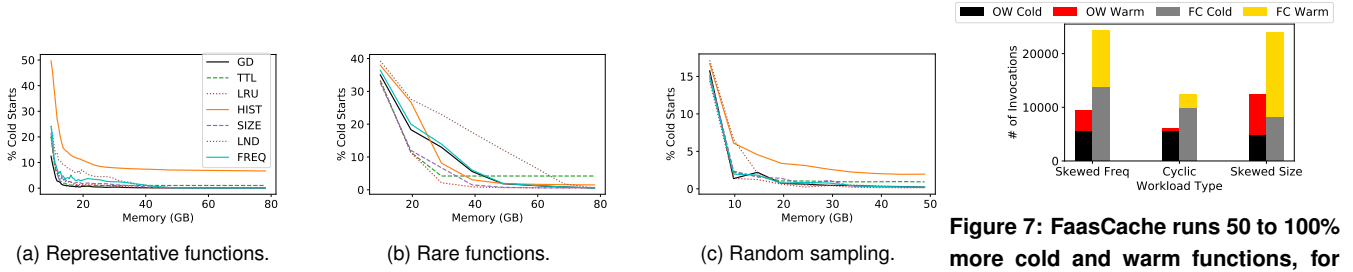 50
40
30
20
10
0
% Cold Starts
20
40
60
80
Memory (GB)
GD
TTL
LRU
HIST
SIZE
LND
FREQ
(a) Representative functions.
40
30
20
10
0
% Cold Starts
10
20
30
40
50
60
70
80
Memory (GB)
(b) Rare functions.
15
10
5
0
% Cold Starts
10
20
30
40
50
Memory (GB)
(c) Random sampling.
OW Cold
OW Warm
FC Cold
FC Warm
20000
10000
0
# of Invocations
Skewed Freq
Cyclic
Skewed Size
Workload Type
Figure 7: FaasCache runs 50 to 100%
more cold and warm functions, for